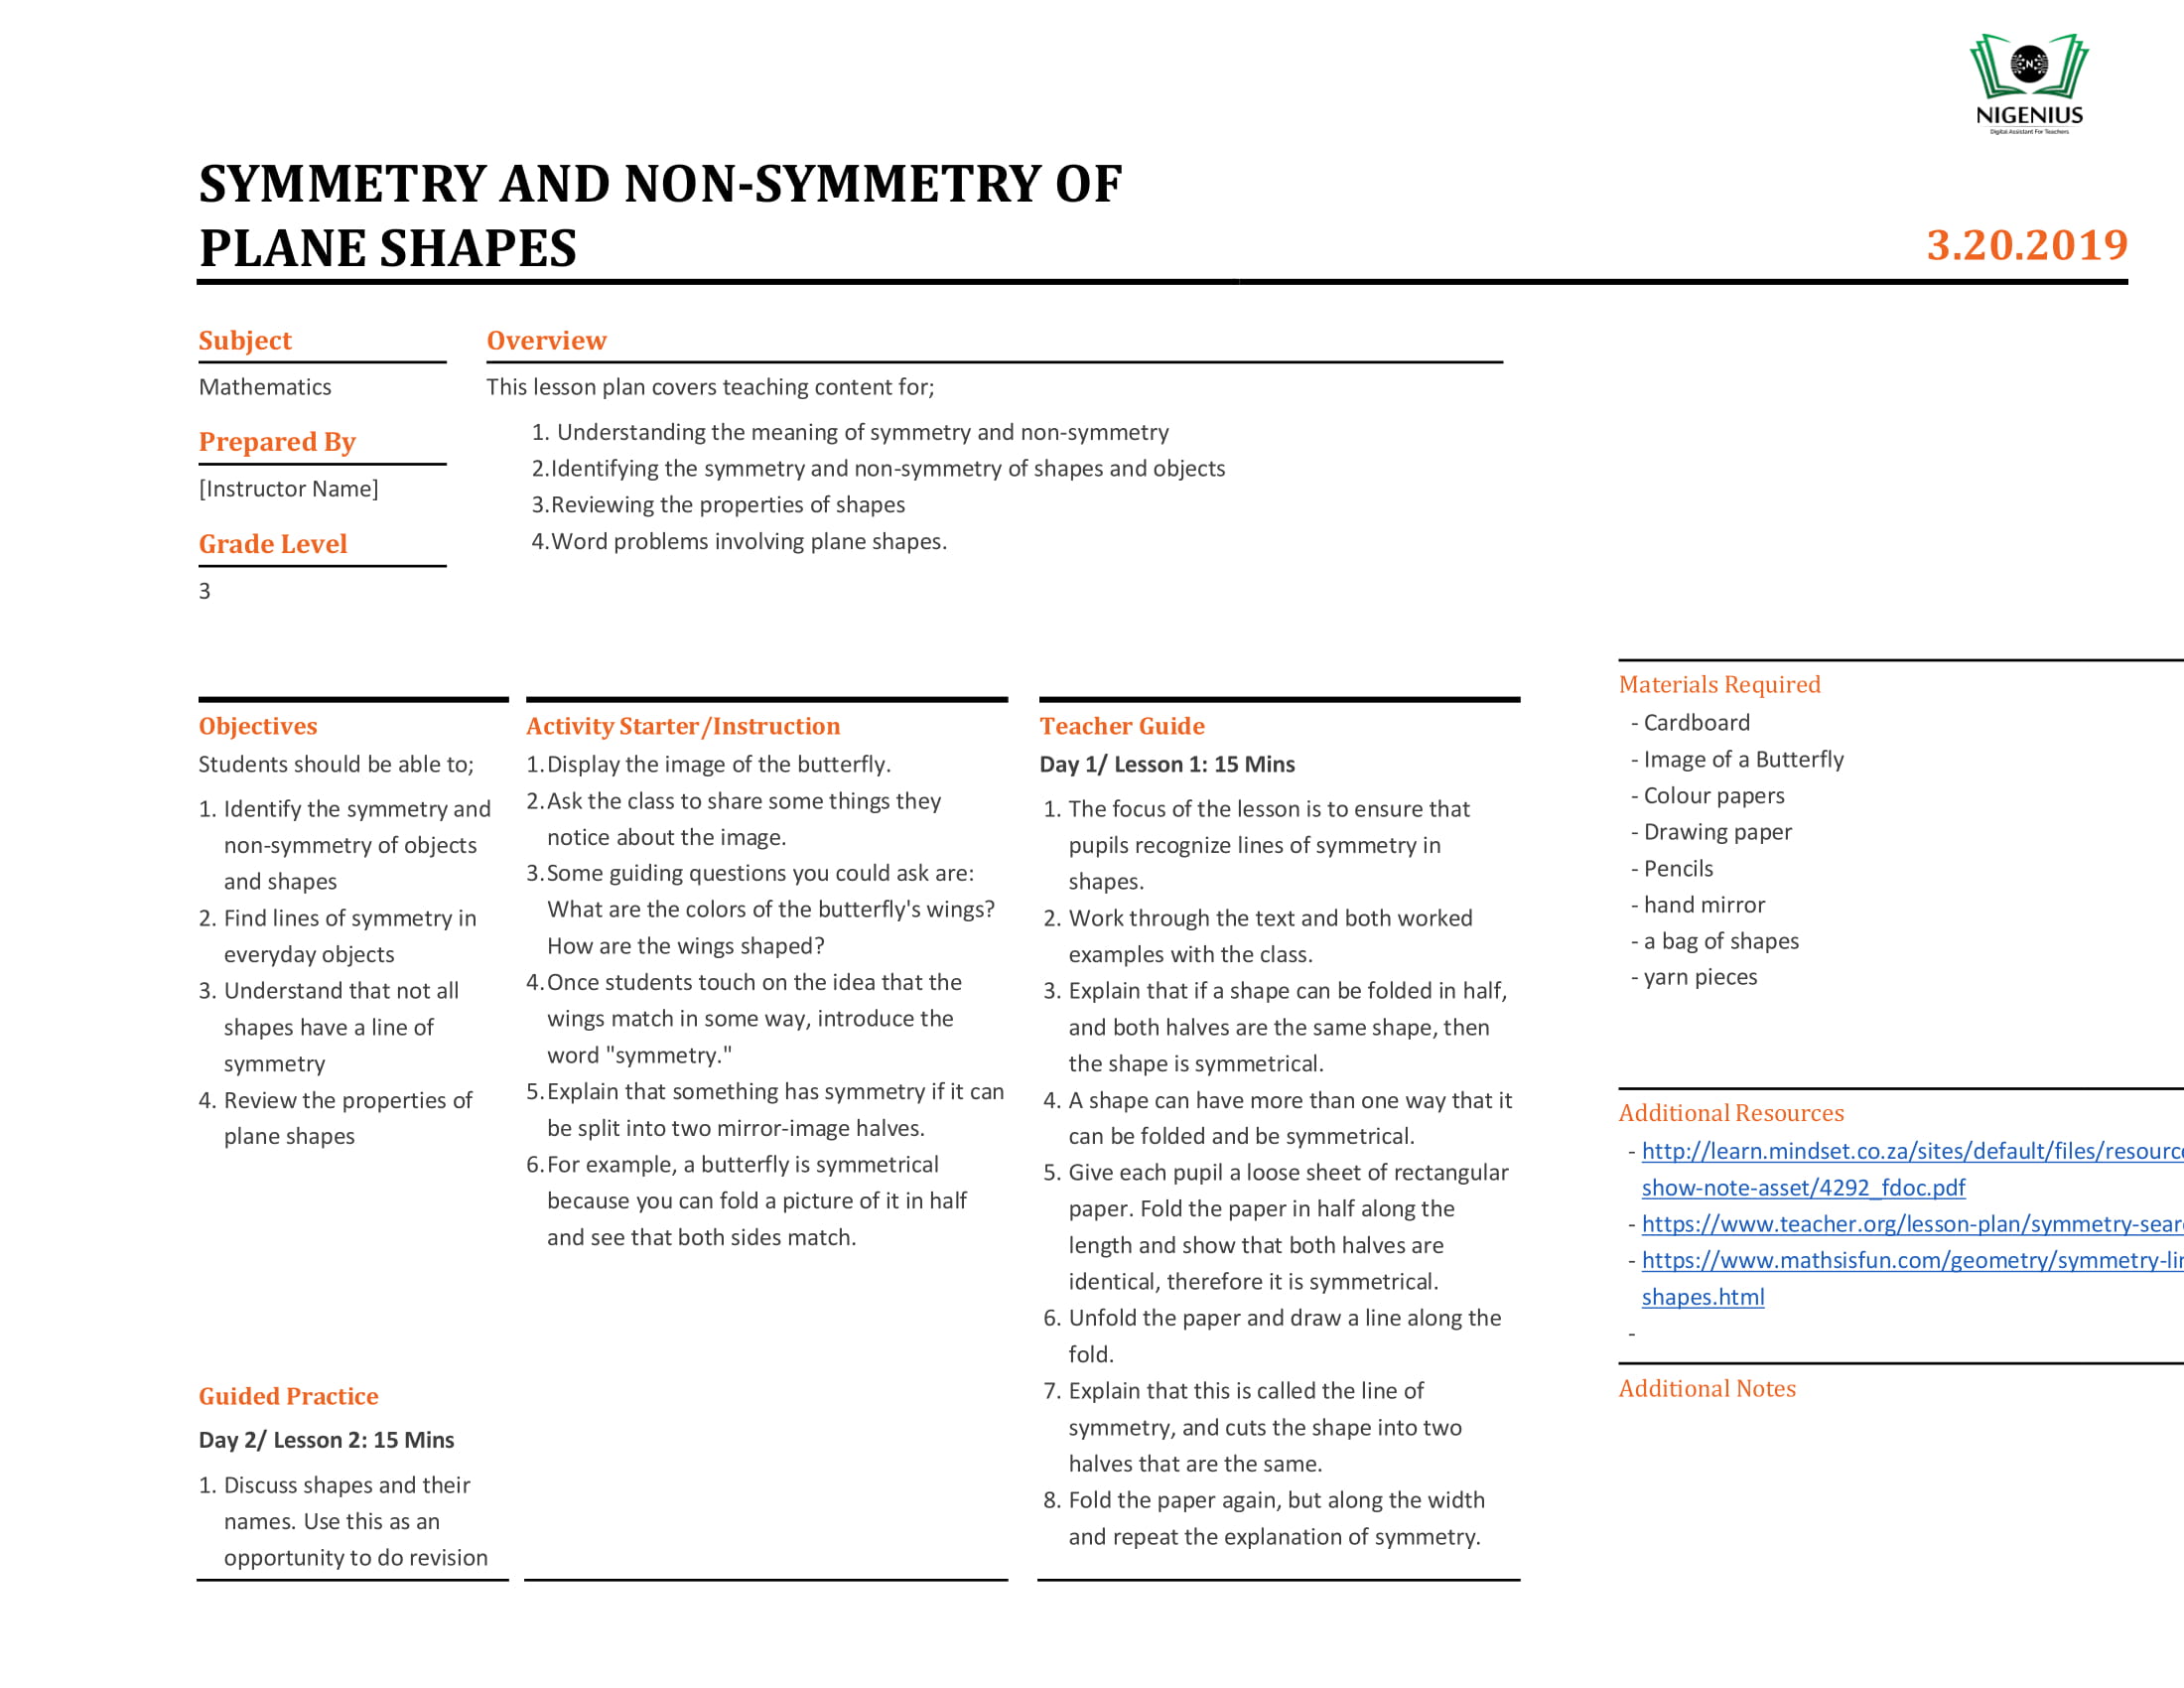 NIGENIUS
Digital Assistant For Teachers
SYMMETRY AND NON-SYMMETRY OF
PLANE SHAPES
3.20.2019
Subject
Mathematics
Prepared By
[Instructor Name]
Grade Level
3
Overview
This lesson plan covers teaching content for;
1. Understanding the meaning of symmetry and non-symmetry
2.Identifying the symmetry and non-symmetry of shapes and objects
3.Reviewing the properties of shapes
4.Word problems involving plane shapes.
Objectives
Students should be able to;
1. Identify the symmetry and
non-symmetry of objects
and shapes
2. Find lines of symmetry in
everyday objects
3. Understand that not all
shapes have a line of
symmetry
4. Review the properties of
plane shapes
Guided Practice
Day 2/ Lesson 2: 15 Mins
1. Discuss shapes and their
names. Use this as an
opportunity to do revision
Activity Starter/Instruction
1.Display the image of the butterfly.
2.Ask the class to share some things they
notice about the image.
3.Some guiding questions you could ask are:
What are the colors of the butterfly's wings?
How are the wings shaped?
4.Once students touch on the idea that the
wings match in some way, introduce the
word "symmetry."
5.Explain that something has symmetry if it can
be split into two mirror-image halves.
6.For example, a butterfly is symmetrical
because you can fold a picture of it in half
and see that both sides match.
Teacher Guide
Day 1/ Lesson 1: 15 Mins
1. The focus of the lesson is to ensure that
pupils recognize lines of symmetry in
shapes.
2. Work through the text and both worked
examples with the class.
3. Explain that if a shape can be folded in half,
and both halves are the same shape, then
the shape is symmetrical.
4. A shape can have more than one way that it
can be folded and be symmetrical.
5. Give each pupil a loose sheet of rectangular
paper. Fold the paper in half along the
length and show that both halves are
identical, therefore it is symmetrical.
6. Unfold the paper and draw a line along the
fold.
7. Explain that this is called the line of
symmetry, and cuts the shape into two
halves that are the same.
8. Fold the paper again, but along the width
and repeat the explanation of symmetry.
Materials Required
- Cardboard
- Image of a Butterfly
- Colour papers
- Drawing paper
- Pencils
- hand mirror
- a bag of shapes
- yarn pieces
Additional Resources
- http://learn.mindset.co.za/sites/default/files/resourc
show-note-asset/4292_fdoc.pdf
- https://www.teacher.org/lesson-plan/symmetry-sear
- https://www.mathsisfun.com/geometry/symmetry-lin
shapes.html
-
Additional Notes